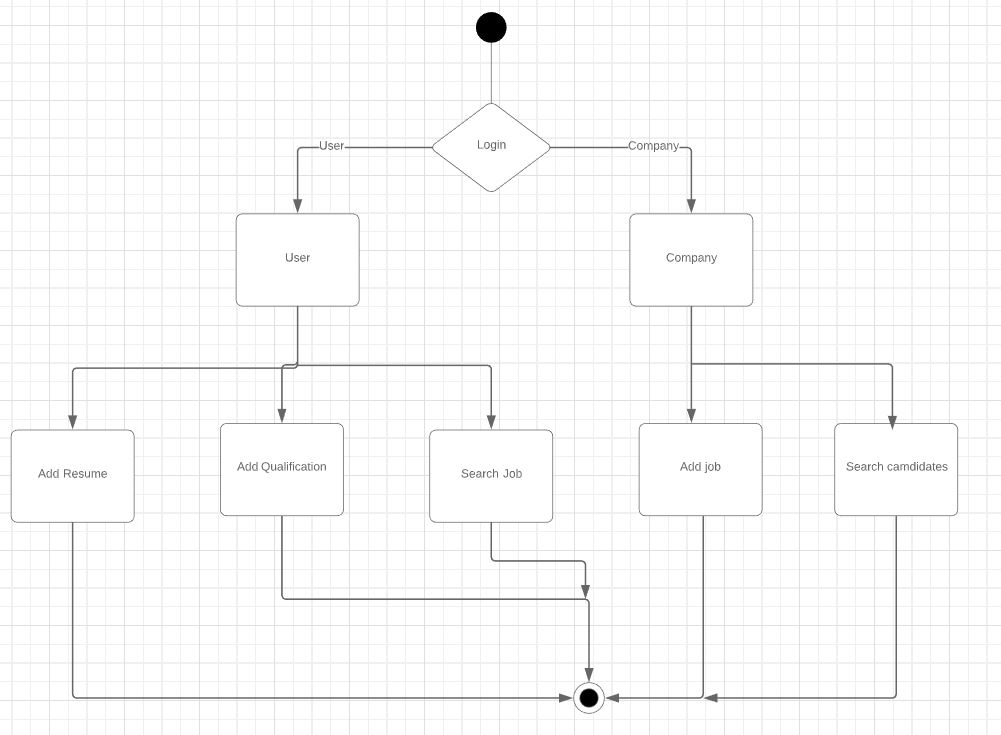 Login
User
Company
User
Company
Add Resume
Add Qualification
Search Job
Add job
Search camdidates